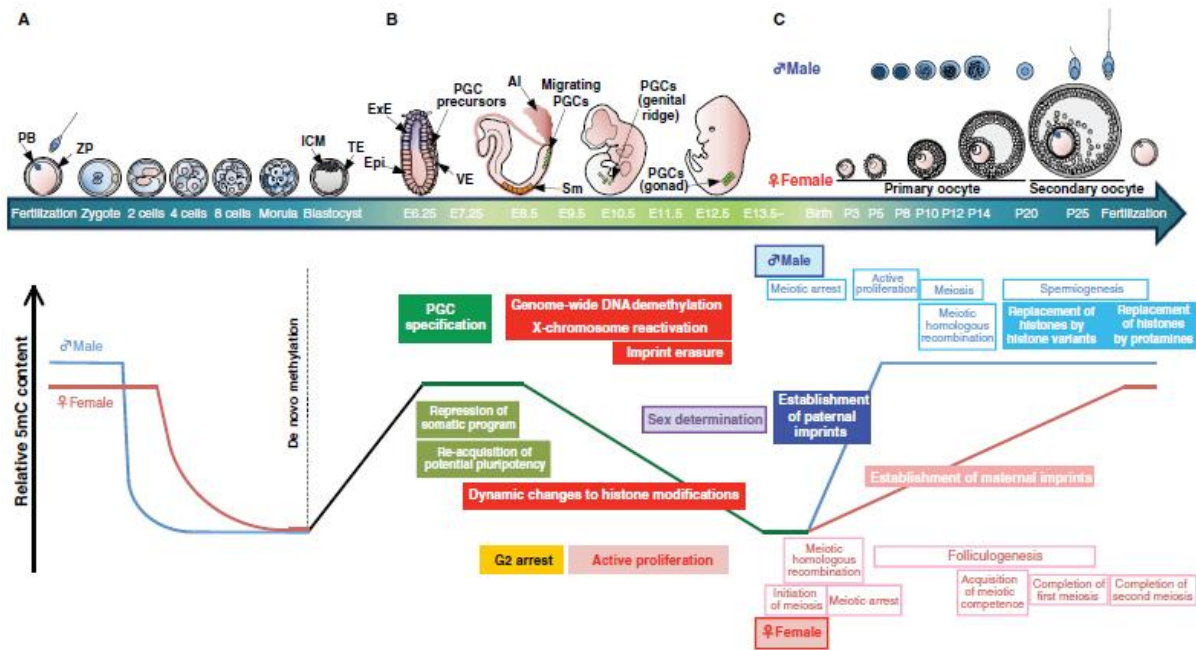 A
B
C
♂Male
PB
ZP
ICM
TE
ExE
Epi
PGC
precursors
VE
Al
Migrating
PGCs
Sm
PGCs
(genital
ridge)
PGCs
(gonad)
♀Female
Primary oocyte
Secondary oocyte
Fertilization Zygote 2 cells 4 cells 8 cells Morula Blastocyst E6.25 E7.25 E8.5 E9.5 E10.5 E11.5 E12.5 E13.5– Birth P3 P5 P8 P10 P12 P14 P20 P25 Fertilization
Relative 5mC content
♂Male
♀Female
De novo methylation
PGC
specification
Genome-wide DNA demethylation
X-chromosome reactivation
Imprint erasure
Repression of
somatic program
Re-acquisition of
potential pluripotency
Dynamic changes to histone modifications
G2 arrest
Active proliferation
Sex determination
♂Male
Meiotic arrest
Active
proliferation
Meiosis
Meiotic
homologous
recombination
Spermiogenesis
Replacement of
histones by
histone variants
Replacement
of histones
by protamines
Establishment
of paternal
imprints
Establishment of maternal imprints
Meiotic
homologous
recombination
Initiation
of meiosis
Meiotic arrest
Folliculogenesis
Acquisition
of meiotic
competence
Completion of
first meiosis
Completion of
second meiosis
♀Female